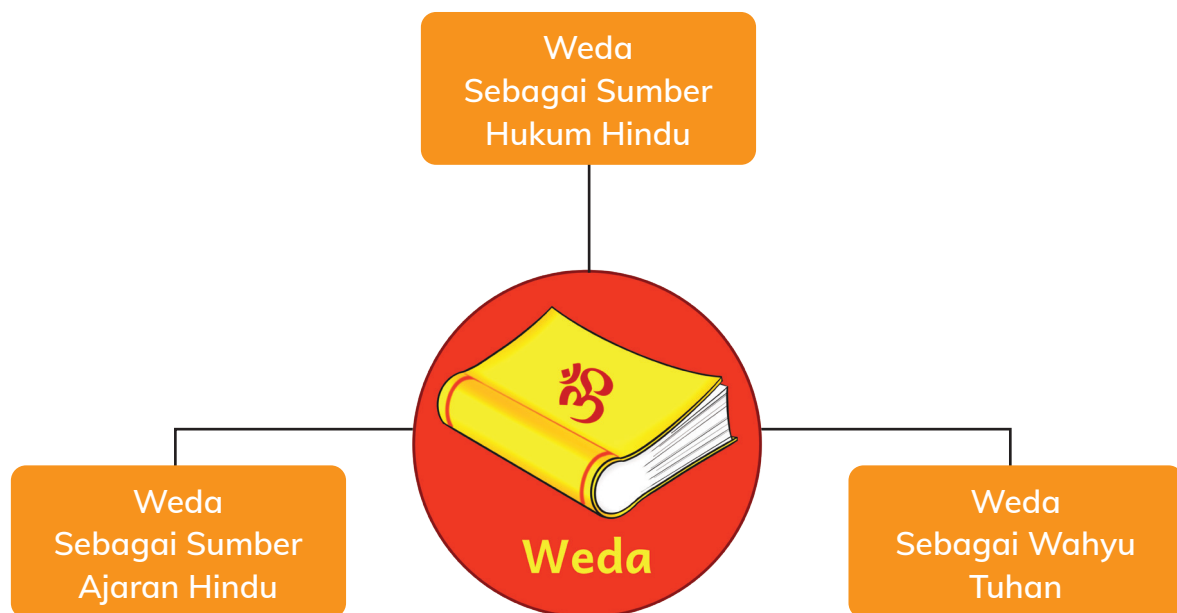 Weda
Sebagai Sumber
Hukum Hindu
ॐ
Weda
Weda
Sebagai Sumber
Ajaran Hindu
Weda
Sebagai Wahyu
Tuhan